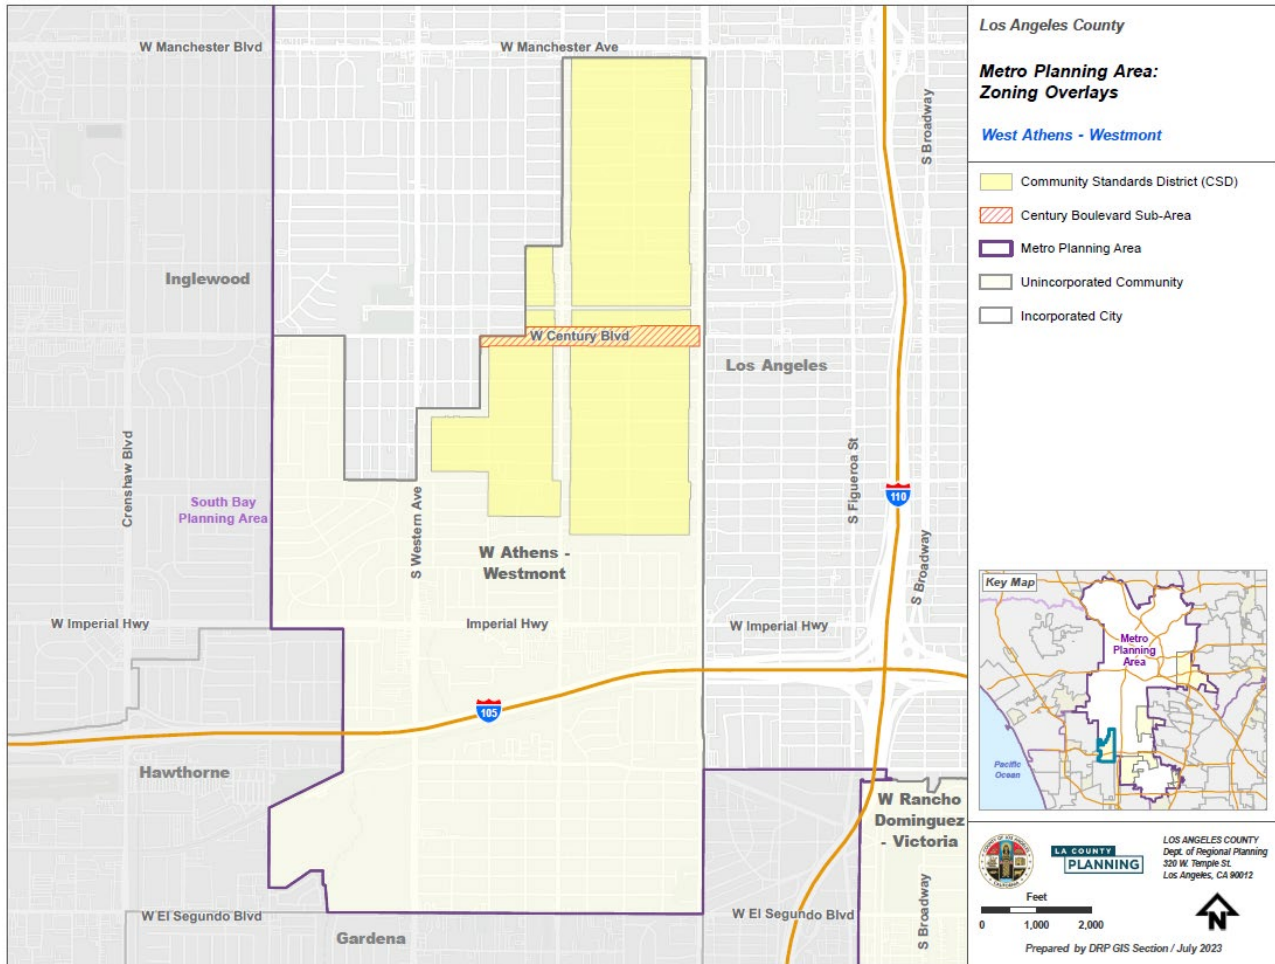 W Manchester Blvd
W Manchester Ave
S Broadway
Inglewood
W Century Blvd
Los Angeles
Crenshaw Blvd
South Bay
Planning Area
S Western Ave
S Figueroa St
110
W Athens -
Westmont
S Broadway
W Imperial Hwy
Imperial Hwy
W Imperial Hwy
105
Hawthorne
W Rancho
Dominguez
- Victoria
W El Segundo Blvd
W El Segundo Blvd
S Broadway
Gardena
Los Angeles County
Metro Planning Area:
Zoning Overlays
West Athens - Westmont
Community Standards District (CSD)
Century Boulevard Sub-Area
Metro Planning Area
Unincorporated Community
Incorporated City
Key Map
Metro
Planning
Area
Pacific
Ocean
LA COUNTY
PLANNING
LOS ANGELES COUNTY
Dept. of Regional Planning
320 W. Temple St.
Los Angeles, CA 90012
Feet
0 1,000 2,000
N
Prepared by DRP GIS Section / July 2023